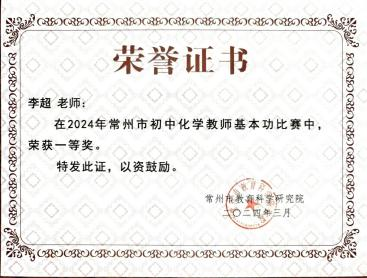 荣誉证书
李超 老师：
在2024年常州市初中化学教师基本功比赛中，
荣获一等奖。
特发此证，以资鼓励。
常州市教育科学研究院
二〇二四年三月